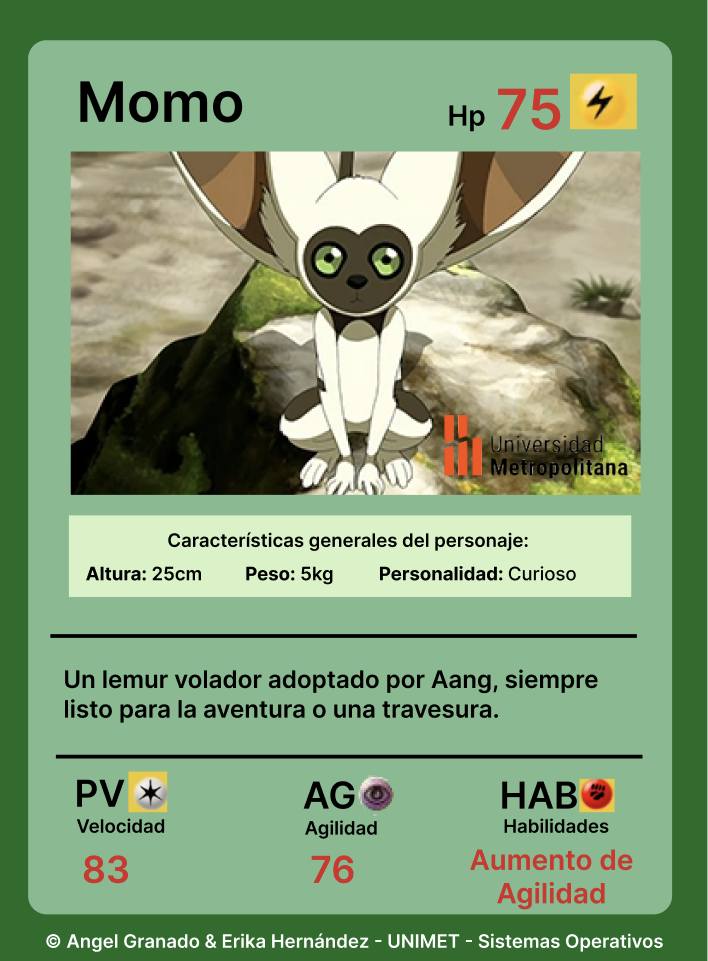 Momo
Hp 75
Universidad
Metropolitana
Características generales del personaje:
Altura: 25cm Peso: 5kg Personalidad: Curioso
Un lemur volador adoptado por Aang, siempre
listo para la aventura o una travesura.
PV AG HAB
Velocidad Agilidad Habilidades
83 76 Aumento de
Agilidad
© Angel Granado & Erika Hernández - UNIMET - Sistemas Operativos